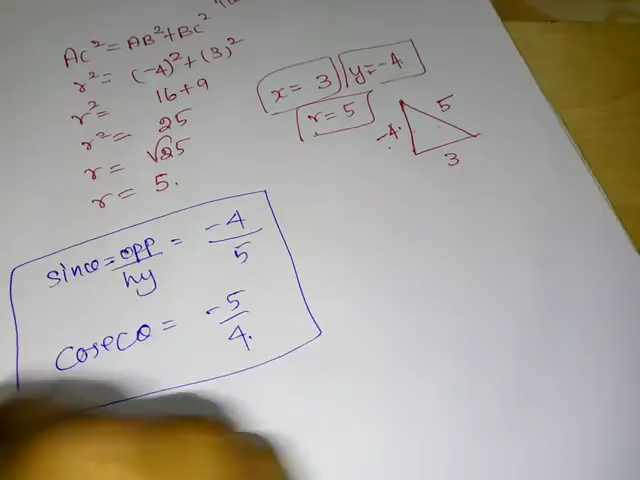 AC² = AB² + BC²
r² = (-4)² + (3)²
r² = 16+9
r² = 25
r = √25
r = 5.
x = 3 y=-4
r = 5
5
-4
3
sinθ = opp/hy = -4/5
cosecθ = -5/4.